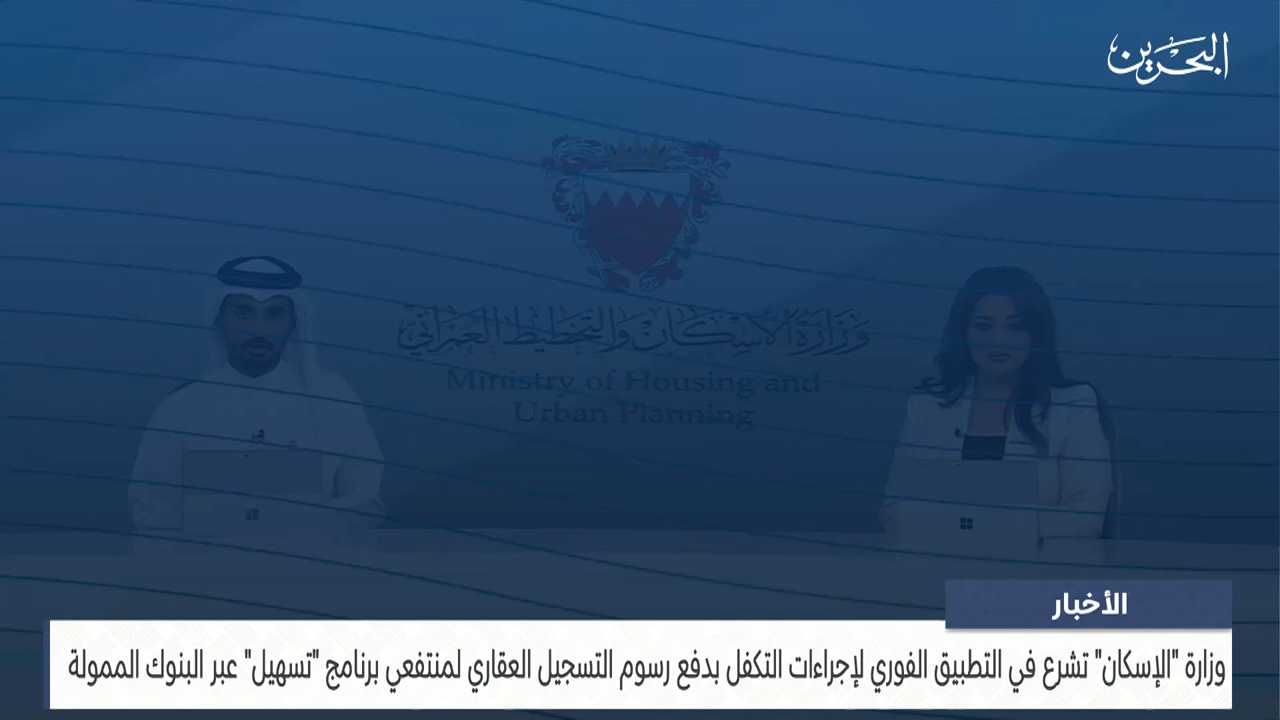 البحرين
وزارة الإسكان والتخطيط العمراني
Ministry of Housing and
Urban Planning
الأخبار
وزارة "الإسكان" تشرع في التطبيق الفوري لإجراءات التكفل بدفع رسوم التسجيل العقاري لمنتفعي برنامج "تسهيل" عبر البنوك الممولة